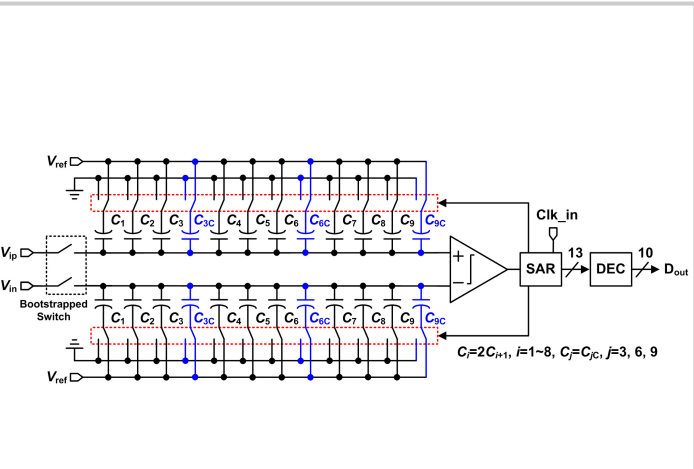 Vref
C1 C2 C3 C3C C4 C5 C6 C6C C7 C8 C9 C9C
Clk_in
Vip
+
13 10
SAR DEC Dout
−
Vin
Bootstrapped
Switch
C1 C2 C3 C3C C4 C5 C6 C6C C7 C8 C9 C9C
Ci=2Ci+1, i=1~8, Cj=CjC, j=3, 6, 9
Vref